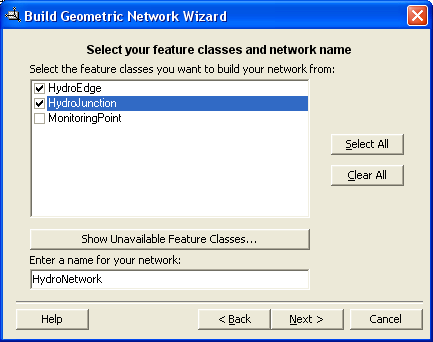 Build Geometric Network Wizard
Select your feature classes and network name
Select the feature classes you want to build your network from:
HydroEdge
HydroJunction
MonitoringPoint
Select All
Clear All
Show Unavailable Feature Classes...
Enter a name for your network:
HydroNetwork
Help
< Back
Next >
Cancel